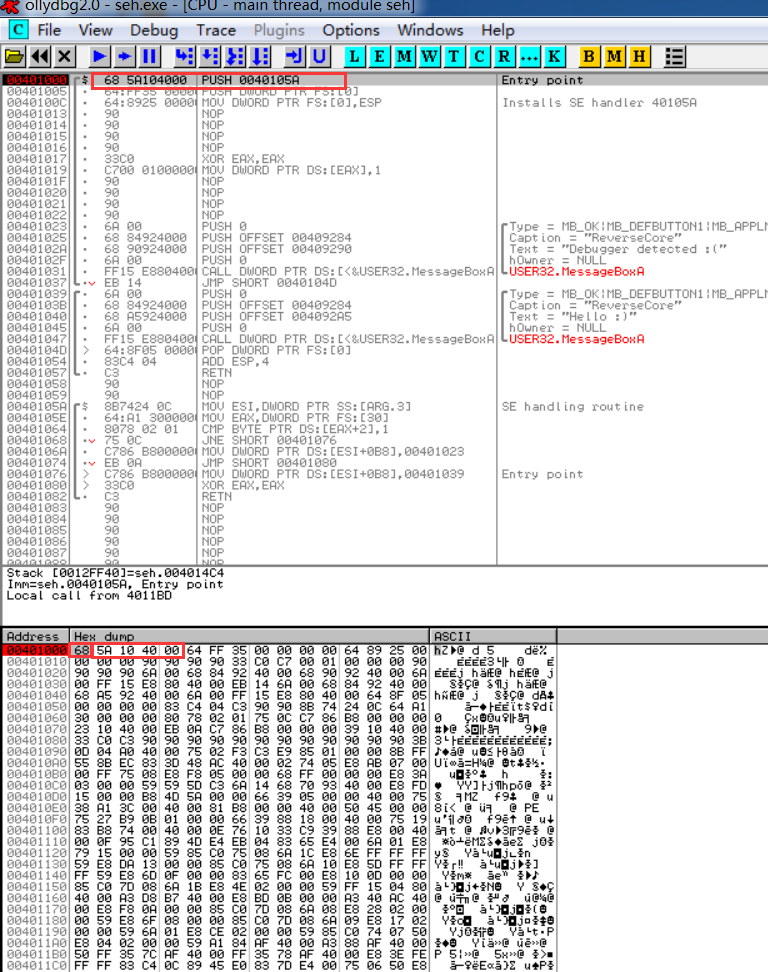 ollydbg2.0 - seh.exe - [CPU - main thread, module seh]
C File View Debug Trace Plugins Options Windows Help
L E M W T C R ... K B M H
00401000 $ 68 5A104000 PUSH 0040105A Entry point
00401005 . 64:FF35 00000 PUSH DWORD PTR FS:[0]
0040100C . 64:8925 00000 MOV DWORD PTR FS:[0],ESP Installs SE handler 40105A
00401013 . 90 NOP
00401014 . 90 NOP
00401015 . 90 NOP
00401016 . 90 NOP
00401017 . 33C0 XOR EAX,EAX
00401019 . C700 01000000 MOV DWORD PTR DS:[EAX],1
0040101F . 90 NOP
00401020 . 90 NOP
00401021 . 90 NOP
00401022 . 90 NOP
00401023 . 6A 00 PUSH 0 Type = MB_OK|MB_DEFBUTTON1|MB_APPLM
00401025 . 68 84924000 PUSH OFFSET 00409284 Caption = "ReverseCore"
0040102A . 68 90924000 PUSH OFFSET 00409290 Text = "Debugger detected :("
0040102F . 6A 00 PUSH 0 hOwner = NULL
00401031 . FF15 E8804000 CALL DWORD PTR DS:[<&USER32.MessageBoxA USER32.MessageBoxA
00401037 . EB 14 JMP SHORT 0040104D
00401039 . 6A 00 PUSH 0 Type = MB_OK|MB_DEFBUTTON1|MB_APPLM
0040103B . 68 84924000 PUSH OFFSET 00409284 Caption = "ReverseCore"
00401040 . 68 A5924000 PUSH OFFSET 004092A5 Text = "Hello :)"
00401045 . 6A 00 PUSH 0 hOwner = NULL
00401047 . FF15 E8804000 CALL DWORD PTR DS:[<&USER32.MessageBoxA USER32.MessageBoxA
0040104D > 64:8F05 00000 POP DWORD PTR FS:[0]
00401054 . 83C4 04 ADD ESP,4
00401057 . C3 RETN
00401058 90 NOP
00401059 90 NOP
0040105A $ 8B7424 0C MOV ESI,DWORD PTR SS:[ARG.3] SE handling routine
0040105E . 64:A1 3000000 MOV EAX,DWORD PTR FS:[30]
00401064 . 8078 02 01 CMP BYTE PTR DS:[EAX+2],1
00401068 . 75 0C JNE SHORT 00401076
0040106A . C786 B8000000 MOV DWORD PTR DS:[ESI+0B8],00401023
00401074 . EB 0A JMP SHORT 00401080
00401076 > C786 B8000000 MOV DWORD PTR DS:[ESI+0B8],00401039 Entry point
00401080 > 33C0 XOR EAX,EAX
00401082 . C3 RETN
00401083 90 NOP
00401084 90 NOP
00401085 90 NOP
00401086 90 NOP
00401087 90 NOP
00401088 90 NOP
Stack [0012FF40]=seh.004014C4
Imm=seh.0040105A, Entry point
Local call from 4011BD
Address Hex dump ASCII
00401000 68 5A 10 40 00 64 FF 35 00 00 00 00 64 89 25 00
00401010 00 00 00 90 90 90 90 33 C0 C7 00 01 00 00 00 90
00401020 90 90 90 6A 00 68 84 92 40 00 68 90 92 40 00 6A
00401030 00 FF 15 E8 80 40 00 EB 14 6A 00 68 84 92 40 00
00401040 68 A5 92 40 00 6A 00 FF 15 E8 80 40 00 64 8F 05
00401050 00 00 00 00 83 C4 04 C3 90 90 8B 74 24 0C 64 A1
00401060 30 00 00 00 80 78 02 01 75 0C C7 86 B8 00 00 00
00401070 23 10 40 00 EB 0A C7 86 B8 00 00 00 39 10 40 00
00401080 33 C0 C3 90 90 90 90 90 90 90 90 90 90 90 90 3B
00401090 0D 04 A0 40 00 75 02 F3 C3 E9 85 01 00 00 8B FF
004010A0 55 8B EC 83 3D 48 AC 40 00 02 74 05 E8 AB 07 00
004010B0 00 FF 75 08 E8 F8 05 00 00 68 FF 00 00 00 E8 3A
004010C0 03 00 00 59 59 5D C3 6A 14 68 70 93 40 00 E8 FD
004010D0 15 00 00 B8 4D 5A 00 00 66 39 05 00 00 40 00 75
004010E0 38 A1 3C 00 40 00 81 B8 00 00 40 00 50 45 00 00
004010F0 75 27 B9 0B 01 00 00 66 39 88 18 00 40 00 75 19
00401100 83 B8 74 00 40 00 0E 76 10 33 C9 39 88 E8 00 40
00401110 00 0F 95 C1 89 4D E4 EB 04 83 65 E4 00 6A 01 E8
00401120 79 15 00 00 59 85 C0 75 08 6A 1C E8 6E FF FF FF
00401130 59 E8 DA 13 00 00 85 C0 75 08 6A 10 E8 5D FF FF
00401140 FF 59 E8 6D 0F 00 00 83 65 FC 00 E8 10 0D 00 00
00401150 85 C0 7D 08 6A 1B E8 4E 02 00 00 59 FF 15 04 80
00401160 40 00 A3 D8 B7 40 00 E8 BD 0B 00 00 A3 40 AC 40
00401170 00 E8 F8 0A 00 00 85 C0 7D 08 6A 08 E8 28 02 00
00401180 00 59 E8 6F 08 00 00 85 C0 7D 08 6A 09 E8 17 02
00401190 00 00 59 6A 01 E8 CE 02 00 00 59 85 C0 74 07 50
004011A0 E8 04 02 00 00 59 A1 84 AF 40 00 A3 88 AF 40 00
004011B0 50 FF 35 7C AF 40 00 FF 35 78 AF 40 00 E8 3E FE
004011C0 FF FF 83 C4 0C 89 45 E0 83 7D E4 00 75 06 50 E8